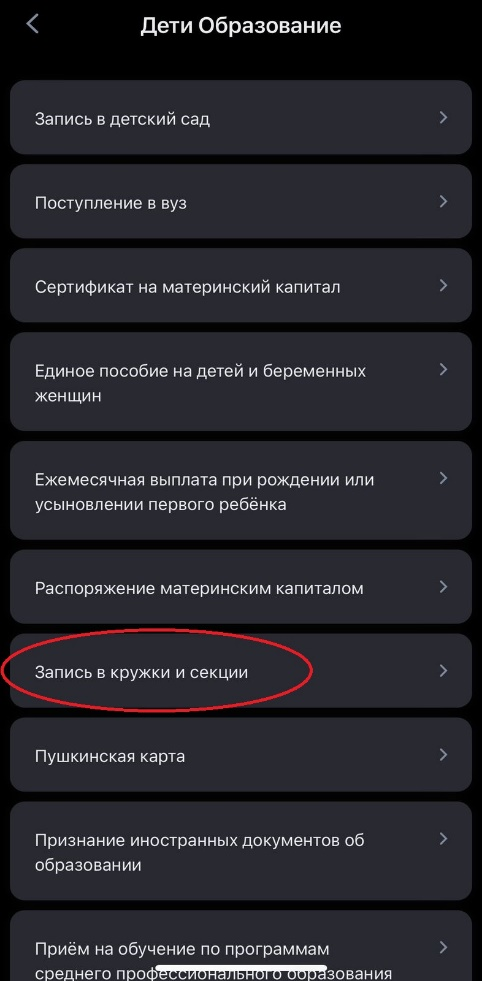 Дети Образование
Запись в детский сад
Поступление в вуз
Сертификат на материнский капитал
Единое пособие на детей и беременных
женщин
Ежемесячная выплата при рождении или
усыновлении первого ребёнка
Распоряжение материнским капиталом
Запись в кружки и секции
Пушкинская карта
Признание иностранных документов об
образовании
Приём на обучение по программам
среднего профессионального образования